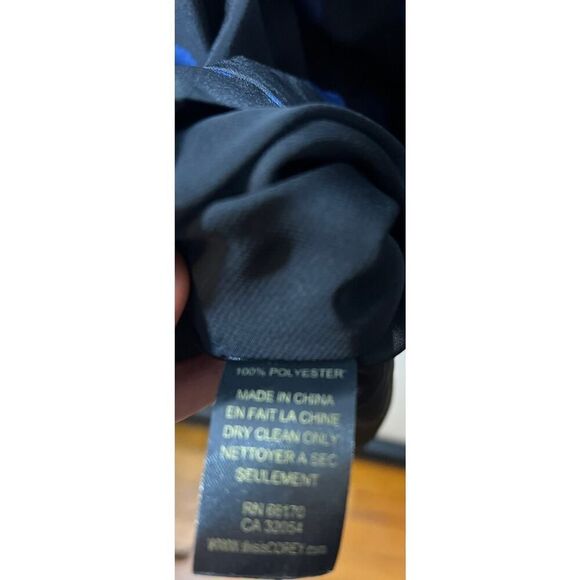 100% POLYESTER
MADE IN CHINA
EN FAIT LA CHINE
DRY CLEAN ONLY
NETTOYER A SEC
SEULEMENT
RN 66170
CA 32054